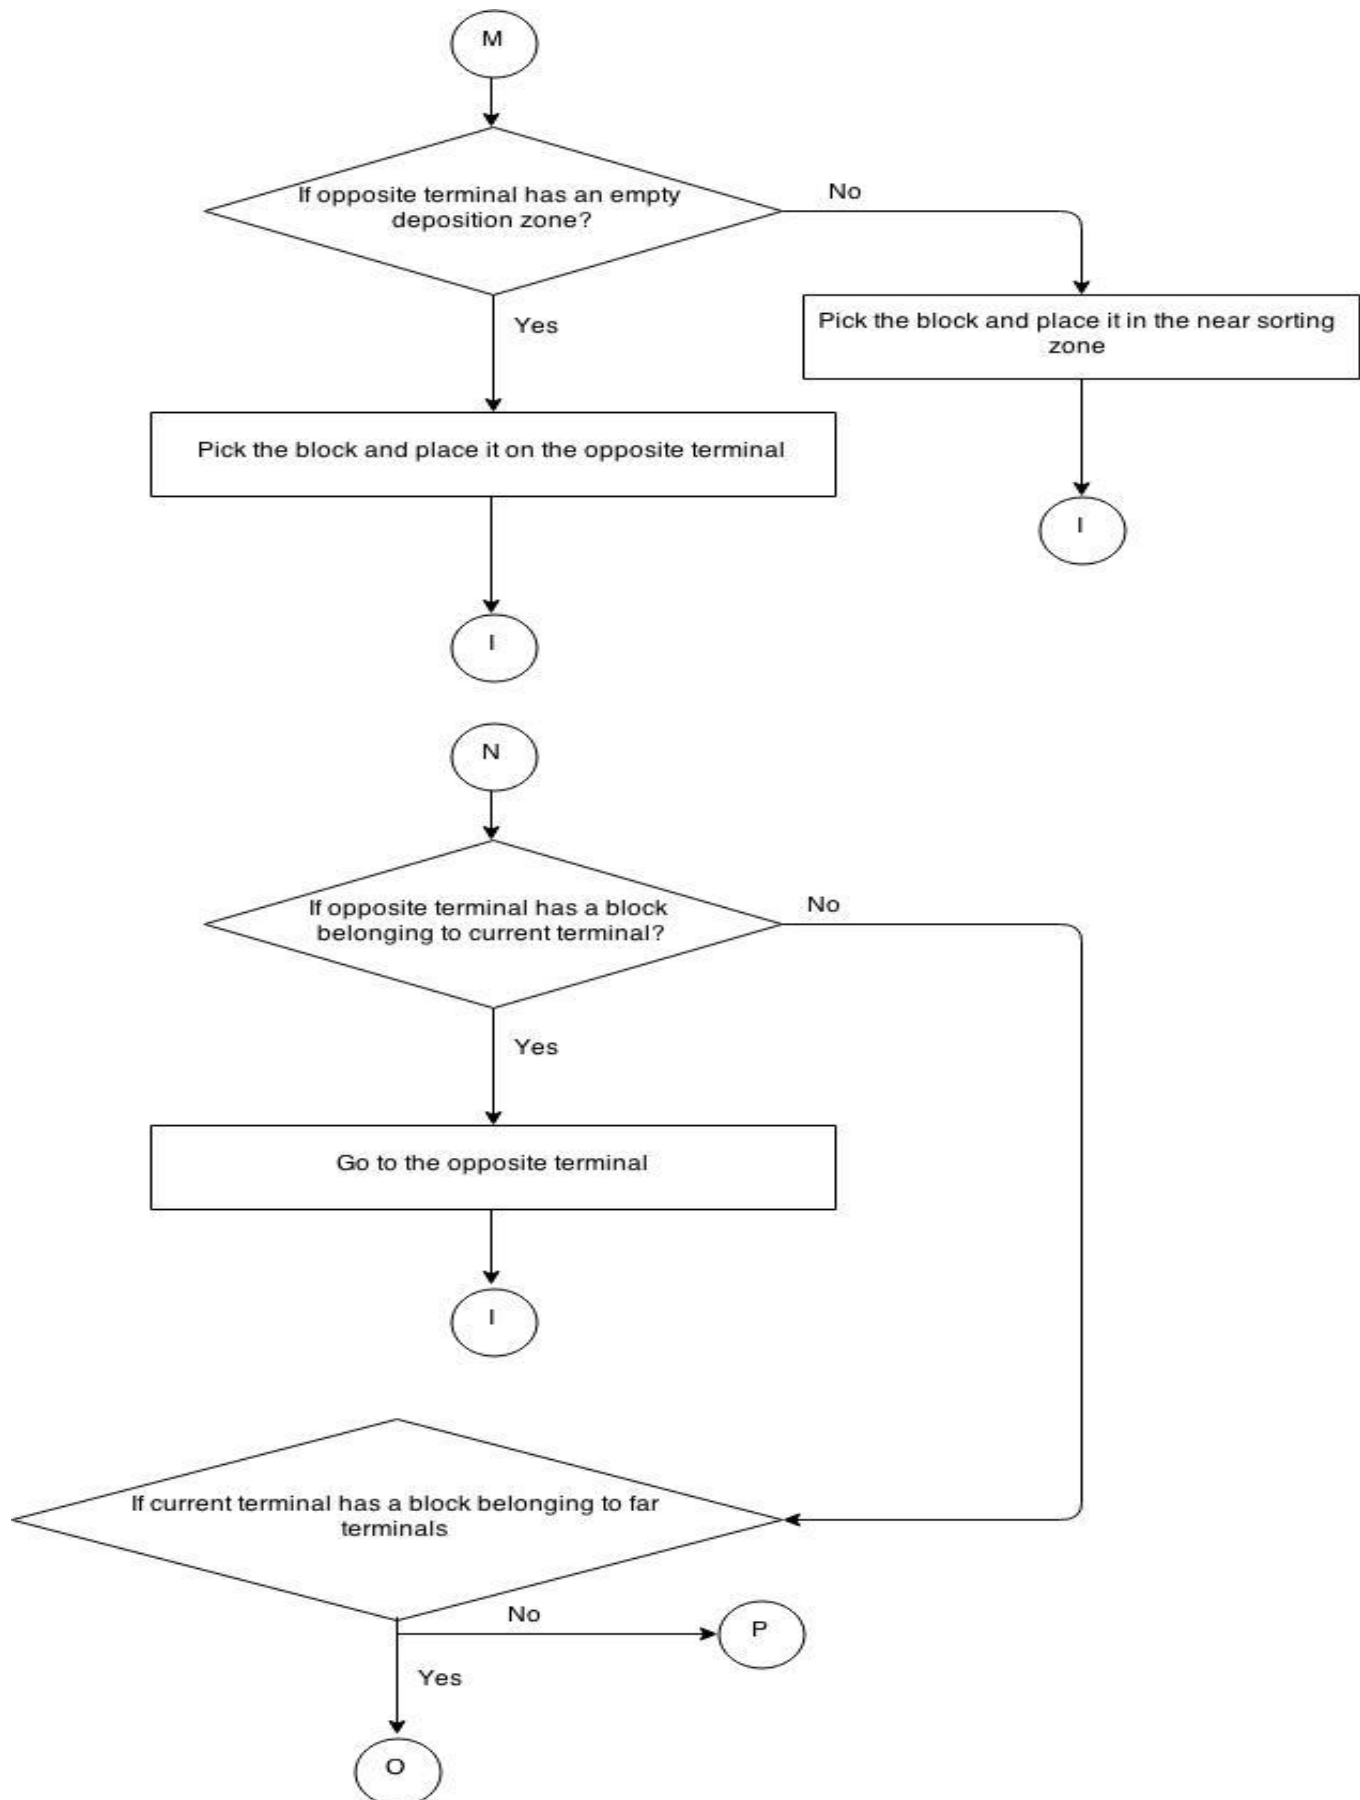 M
If opposite terminal has an empty
deposition zone?
No
Yes
Pick the block and place it in the near sorting
zone
Pick the block and place it on the opposite terminal
I
I
N
If opposite terminal has a block
belonging to current terminal?
No
Yes
Go to the opposite terminal
I
If current terminal has a block belonging to far
terminals
No
P
Yes
O